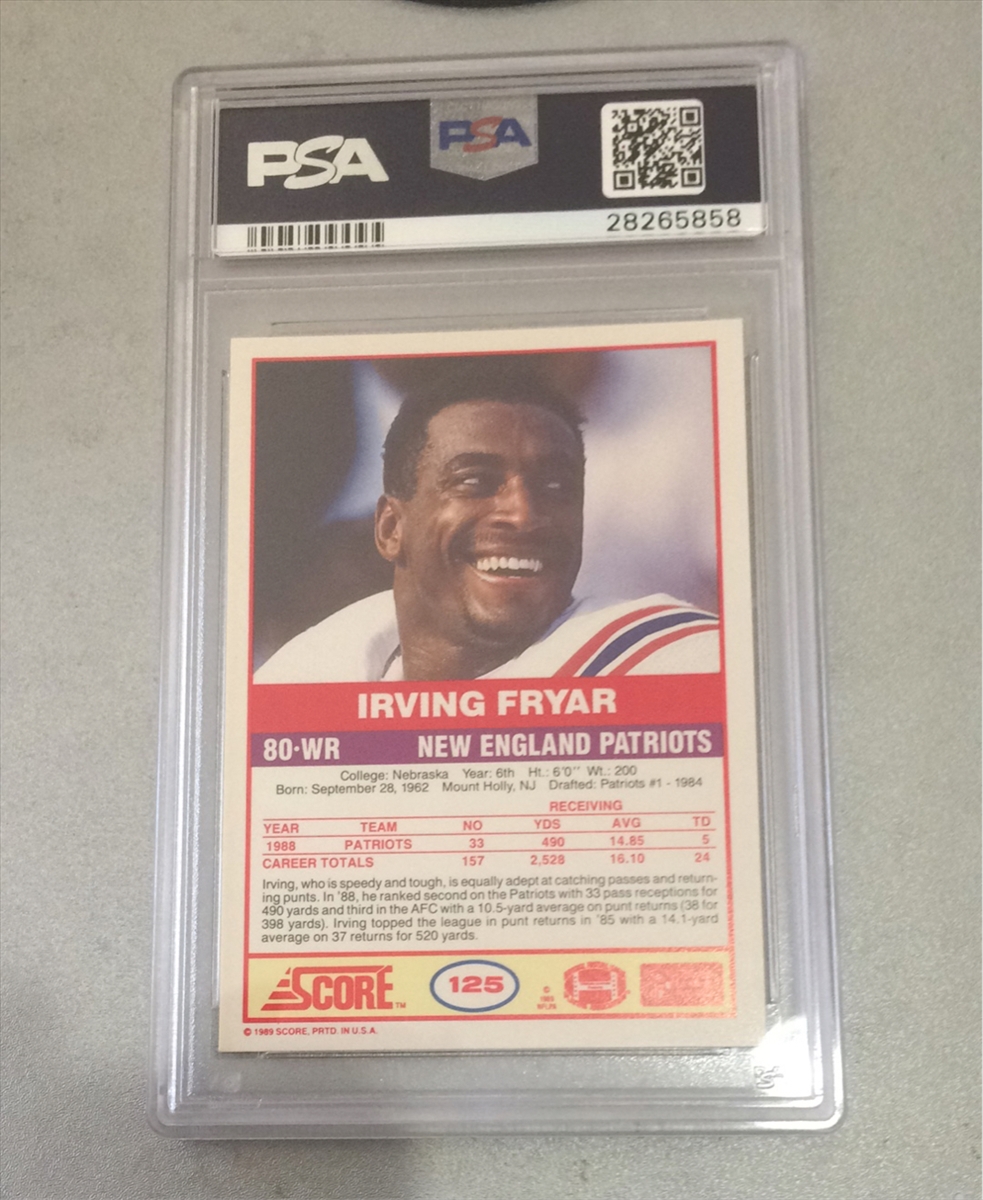 PSA
PSA
28265858
IRVING FRYAR
80·WR NEW ENGLAND PATRIOTS
College: Nebraska Year: 6th Ht.: 6'0" Wt.: 200
Born: September 28, 1962 Mount Holly, NJ Drafted: Patriots #1 - 1984
RECEIVING
YEAR TEAM NO YDS AVG TD
1988 PATRIOTS 33 490 14.85 5
CAREER TOTALS 157 2,528 16.10 24
Irving, who is speedy and tough, is equally adept at catching passes and return-
ing punts. In '88, he ranked second on the Patriots with 33 pass receptions for
490 yards and third in the AFC with a 10.5-yard average on punt returns (38 for
398 yards). Irving topped the league in punt returns in '85 with a 14.1-yard
average on 37 returns for 520 yards.
SCORE™ 125
© 1989 SCORE, PRTD. IN U.S.A.